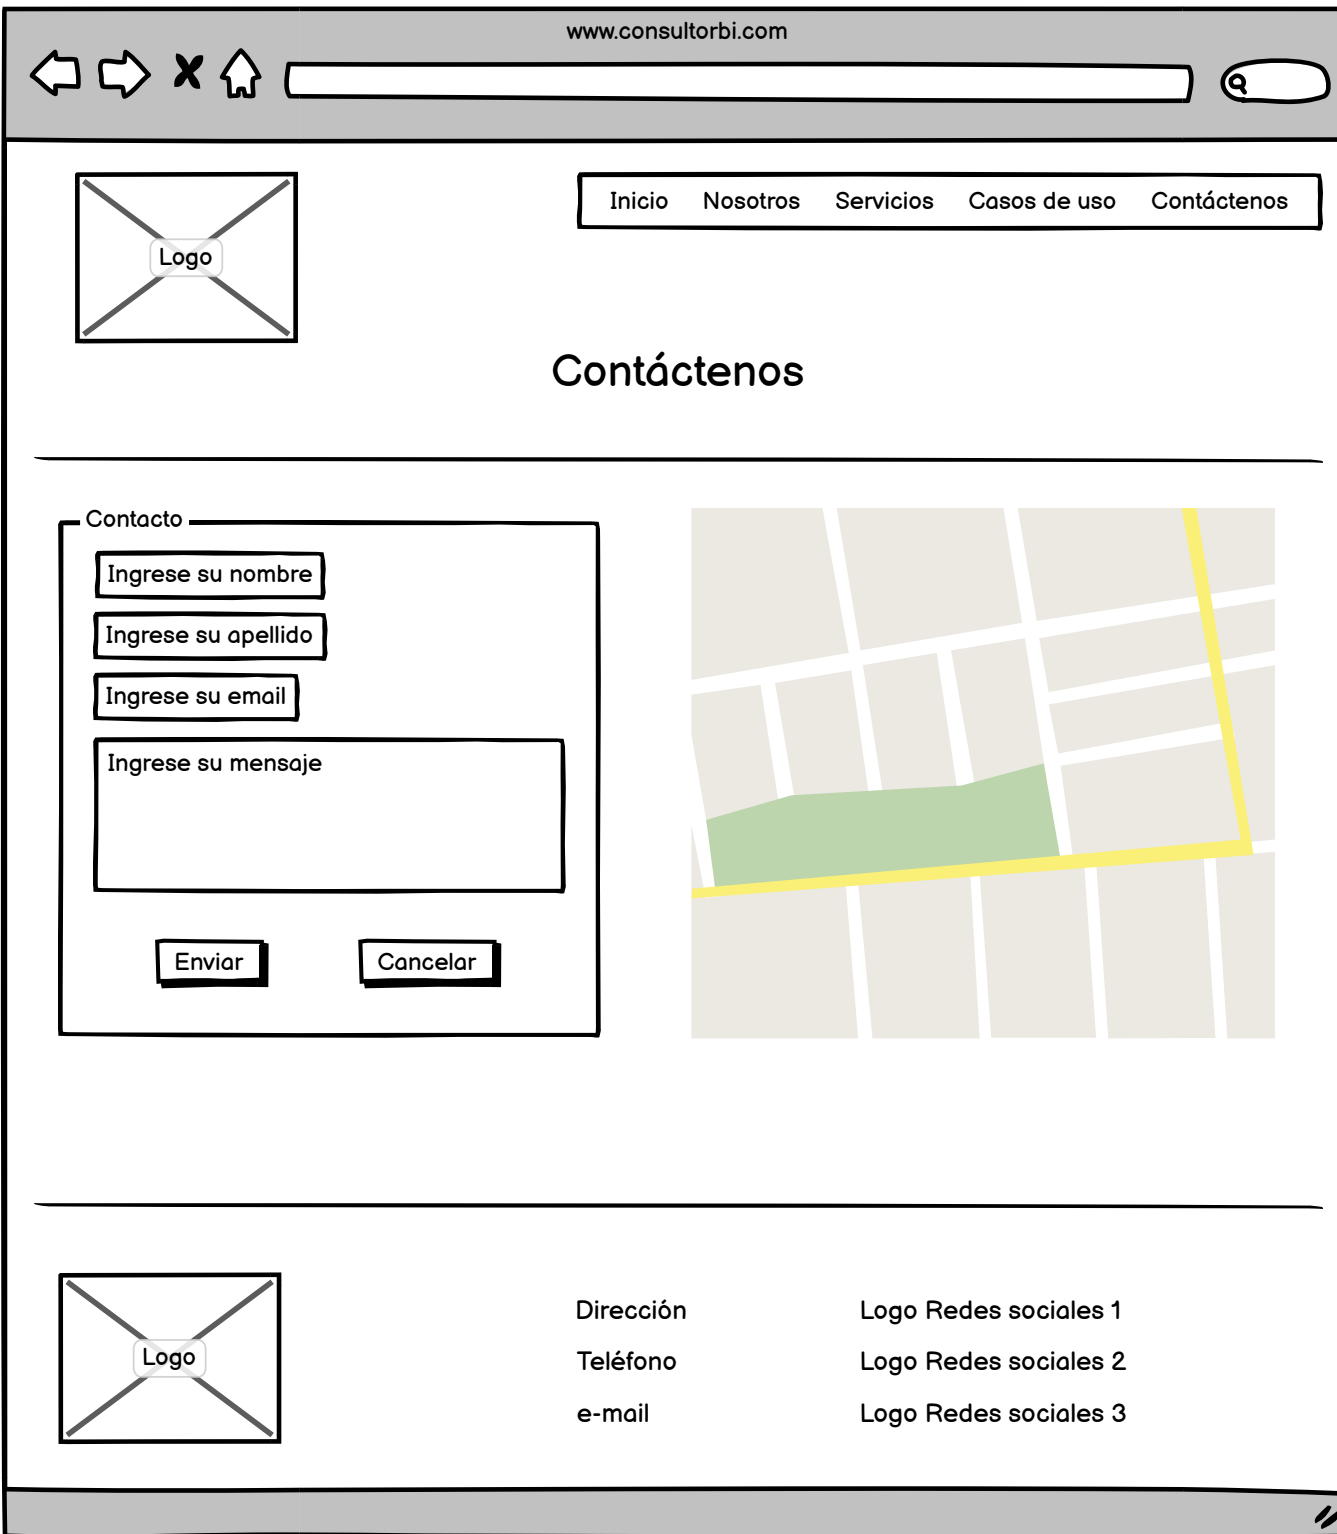 www.consultorbi.com
Logo
Inicio Nosotros Servicios Casos de uso Contáctenos
Contáctenos
Contacto
Ingrese su nombre
Ingrese su apellido
Ingrese su email
Ingrese su mensaje
Enviar Cancelar
Logo
Dirección Logo Redes sociales 1
Teléfono Logo Redes sociales 2
e-mail Logo Redes sociales 3